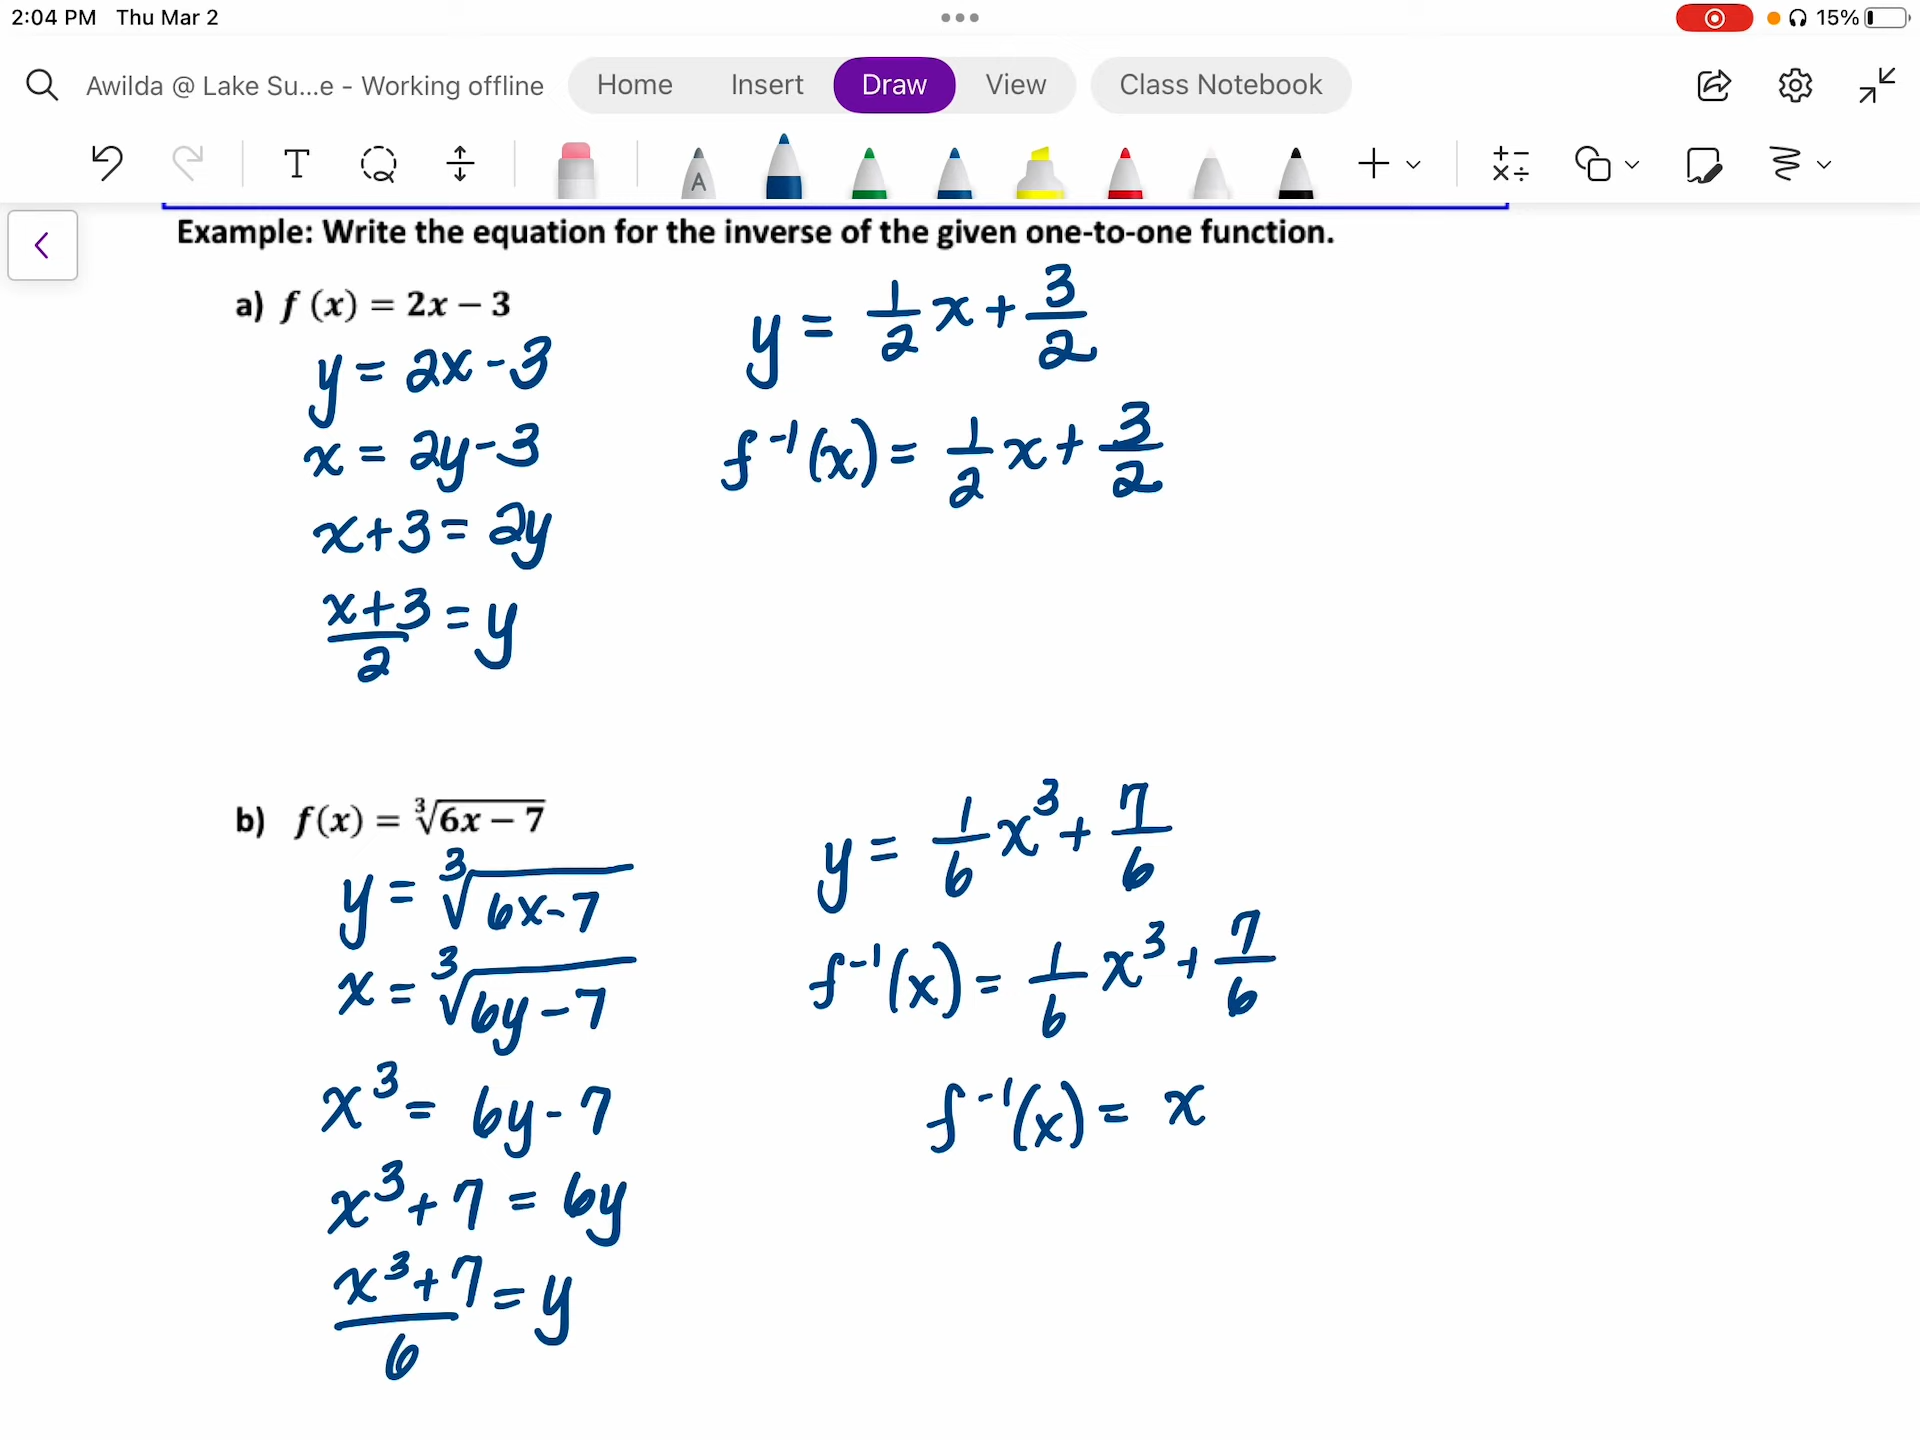 2:04 PM Thu Mar 2
15%
Awilda @ Lake Su...e - Working offline
Home Insert Draw View Class Notebook
T
A
Example: Write the equation for the inverse of the given one-to-one function.
a) f (x) = 2x − 3
y = 2x - 3
x = 2y - 3
x + 3 = 2y
(x + 3)/2 = y
y = 1/2 x + 3/2
f⁻¹(x) = 1/2 x + 3/2
b) f(x) = ∛(6x − 7)
y = ∛(6x - 7)
x = ∛(6y - 7)
x³ = 6y - 7
x³ + 7 = 6y
(x³ + 7)/6 = y
y = 1/6 x³ + 7/6
f⁻¹(x) = 1/6 x³ + 7/6
f⁻¹(x) = x